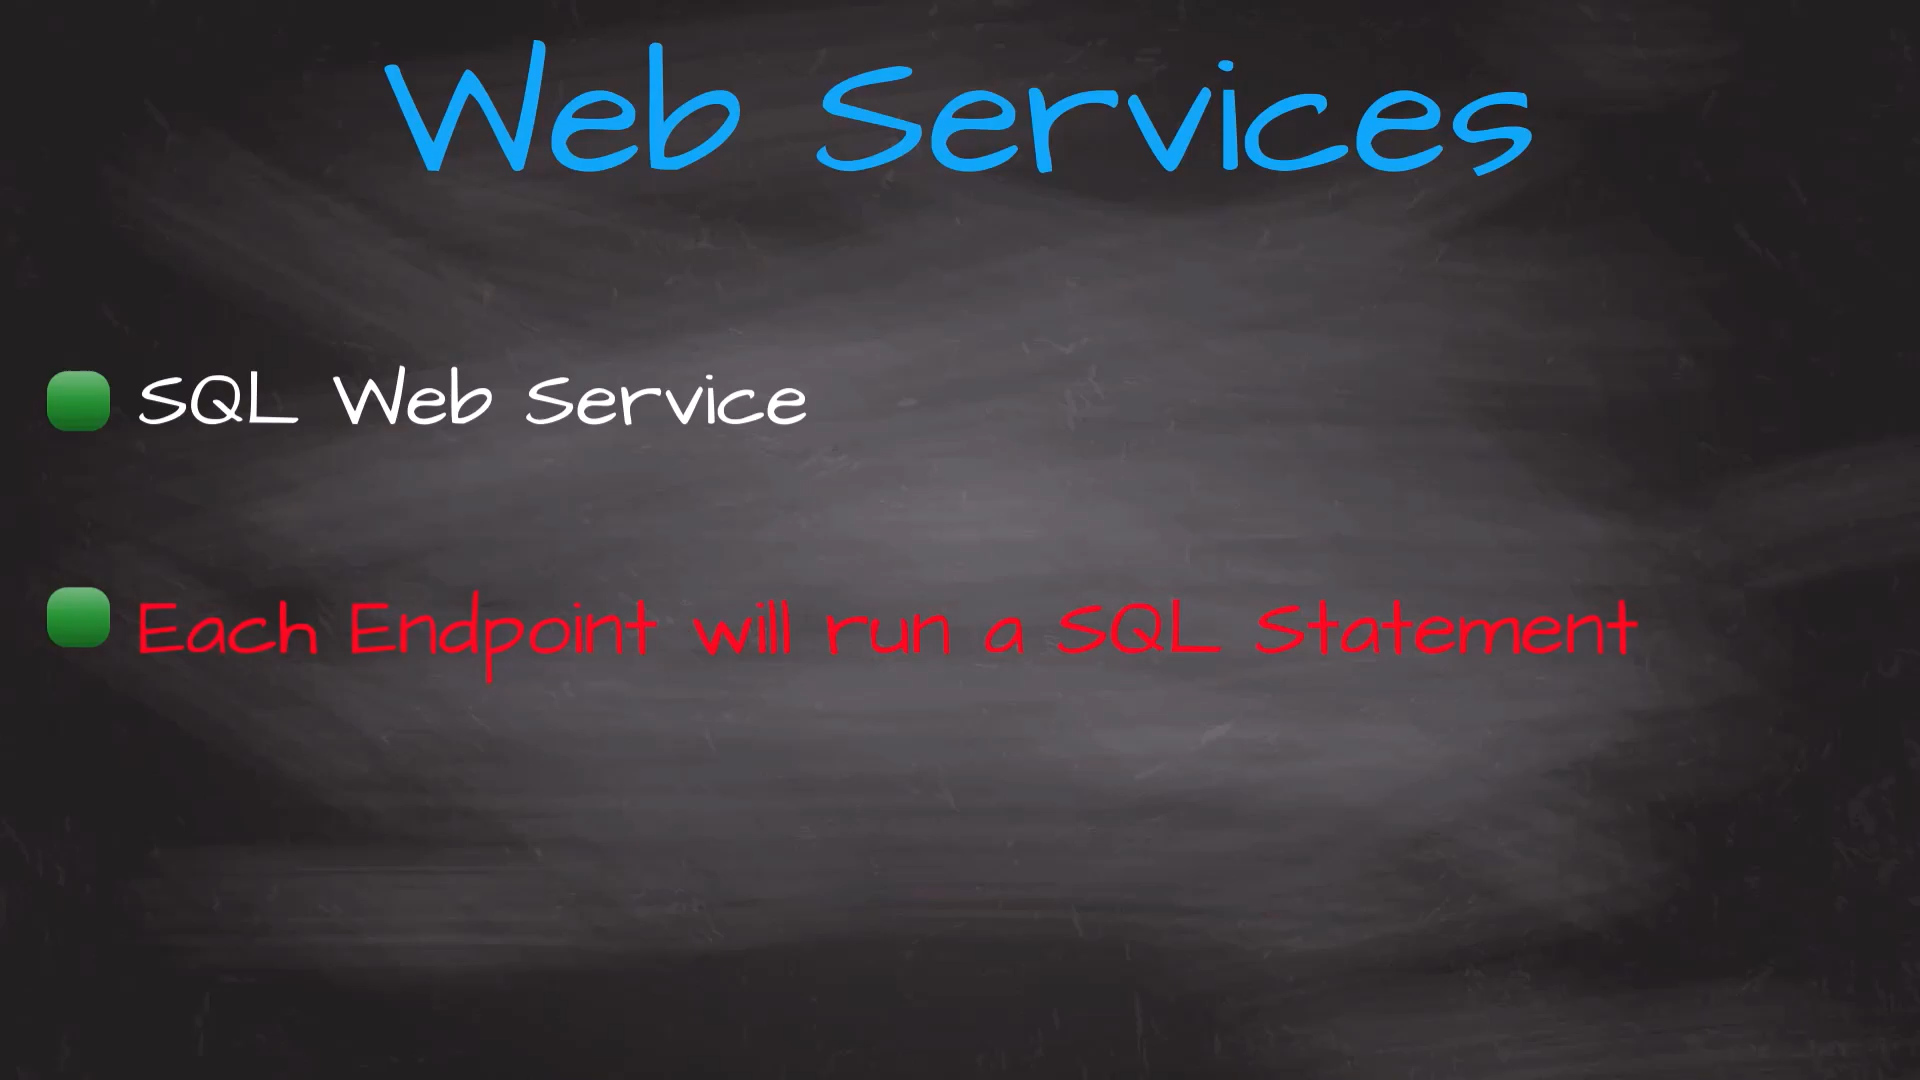 Web Services
SQL Web Service
Each Endpoint will run a SQL Statement